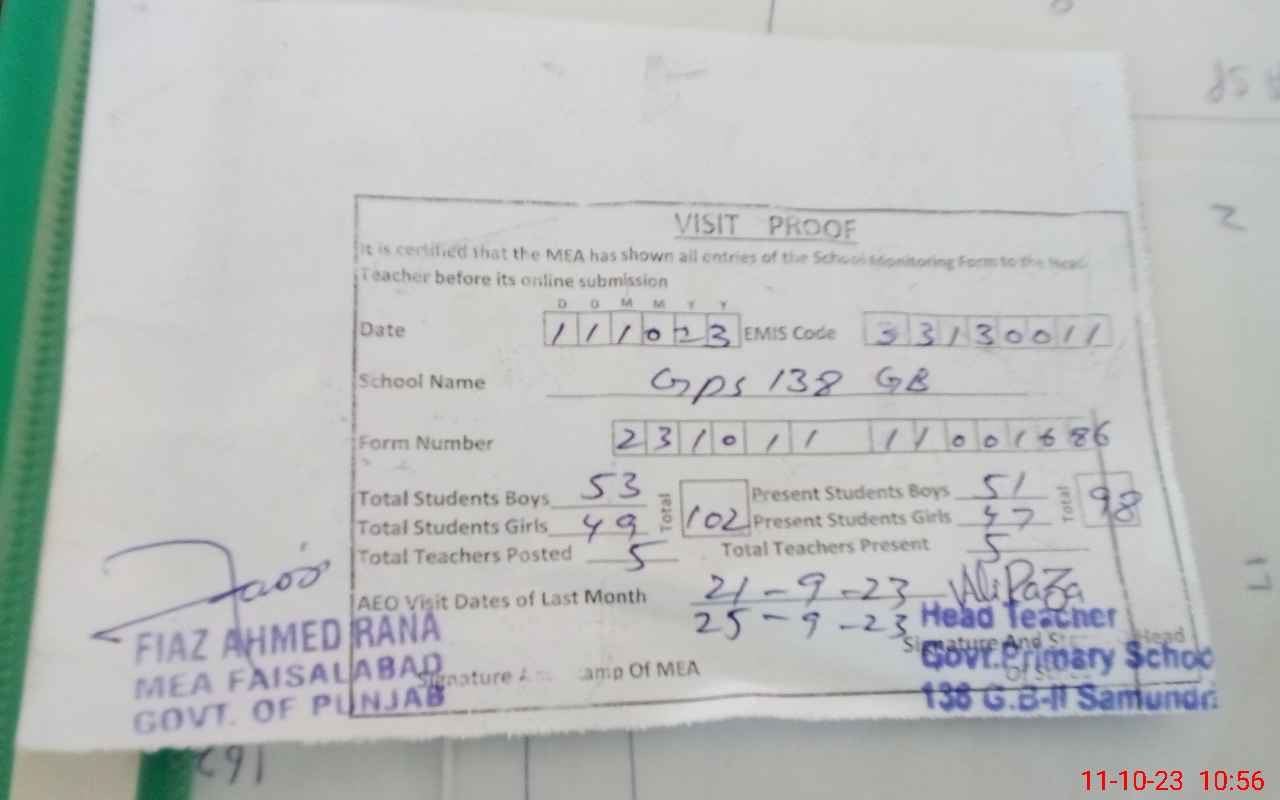 VISIT PROOF
It is certified that the MEA has shown all entries of the School Monitoring Form to the Head
Teacher before its online submission
D D M M Y Y
Date 111023 EMIS Code 33130011
School Name GPS 138 GB
Form Number 231011 11001686
Total Students Boys 53 Total 102 Present Students Boys 51 Total 98
Total Students Girls 49 Present Students Girls 47
Total Teachers Posted 5 Total Teachers Present 5
AEO Visit Dates of Last Month 21-9-23 Ali Raza
25-9-23 Head Teacher
Signature And Head
Govt. Primary Schoo
138 G.B-II Samundri
FIAZ AHMED RANA
MEA FAISALABAD
GOVT. OF PUNJAB
Signature Of MEA
11-10-23 10:56